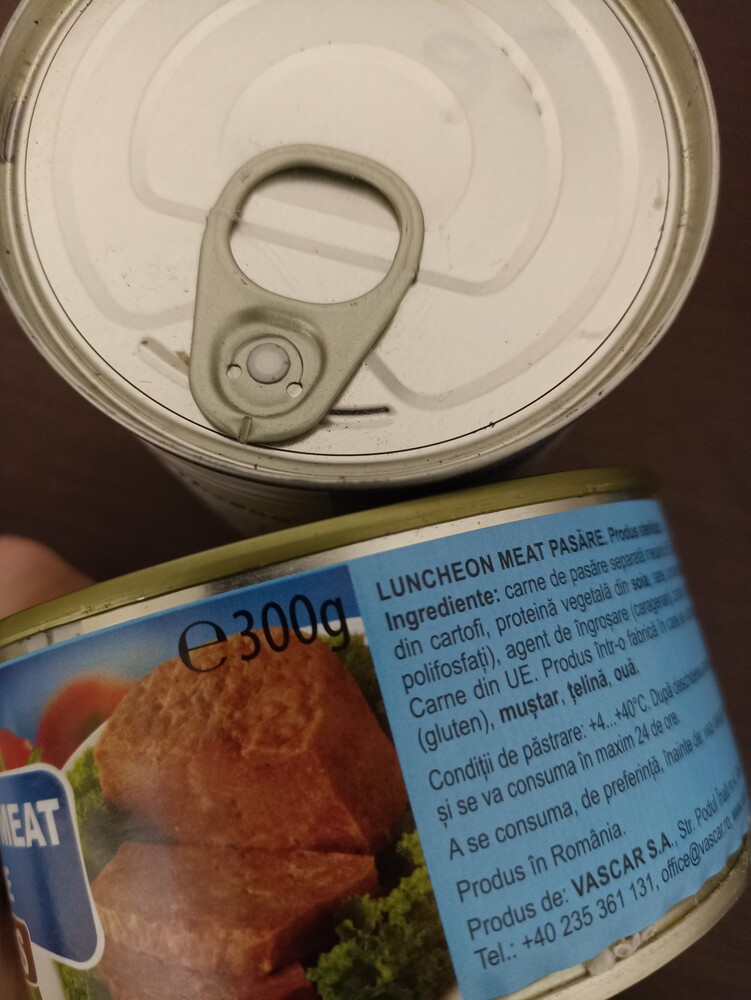 ℮300g
MEAT
LUNCHEON MEAT PASĂRE. Produs
Ingrediente: carne de pasăre separată
din cartofi, proteină vegetală din soia,
polifosfați), agent de îngroșare (caragenan),
Carne din UE. Produs într-o fabrică în care
(gluten), muștar, țelină, ouă.
Condiții de păstrare: +4...+40°C. După
și se va consuma în maxim 24 de ore.
A se consuma, de preferință, înainte de:
Produs în România.
Produs de: VASCAR S.A., Str. Podul
Tel.: +40 235 361 131, office@vascar.ro,